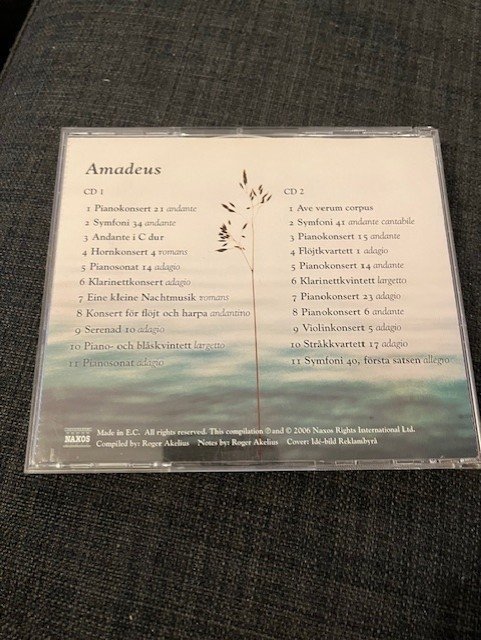 Amadeus
CD 1
1 Pianokonsert 21 andante
2 Symfoni 34 andante
3 Andante i C dur
4 Hornkonsert 4 romans
5 Pianosonat 14 adagio
6 Klarinettkonsert adagio
7 Eine kleine Nachtmusik romans
8 Konsert för flöjt och harpa andantino
9 Serenad 10 adagio
10 Piano- och blåskvintett larghetto
11 Pianosonat adagio
CD 2
1 Ave verum corpus
2 Symfoni 41 andante cantabile
3 Pianokonsert 15 andante
4 Flöjtkvartett 1 adagio
5 Pianokonsert 14 andante
6 Klarinettkvintett largetto
7 Pianokonsert 23 adagio
8 Pianokonsert 6 andante
9 Violinkonsert 5 adagio
10 Stråkkvartett 17 adagio
11 Symfoni 40, första satsen allegro
NAXOS
Made in E.C. All rights reserved. This compilation ℗ and © 2006 Naxos Rights International Ltd.
Compiled by: Roger Akelius Notes by: Roger Akelius Cover: Idé-bild Reklambyrå